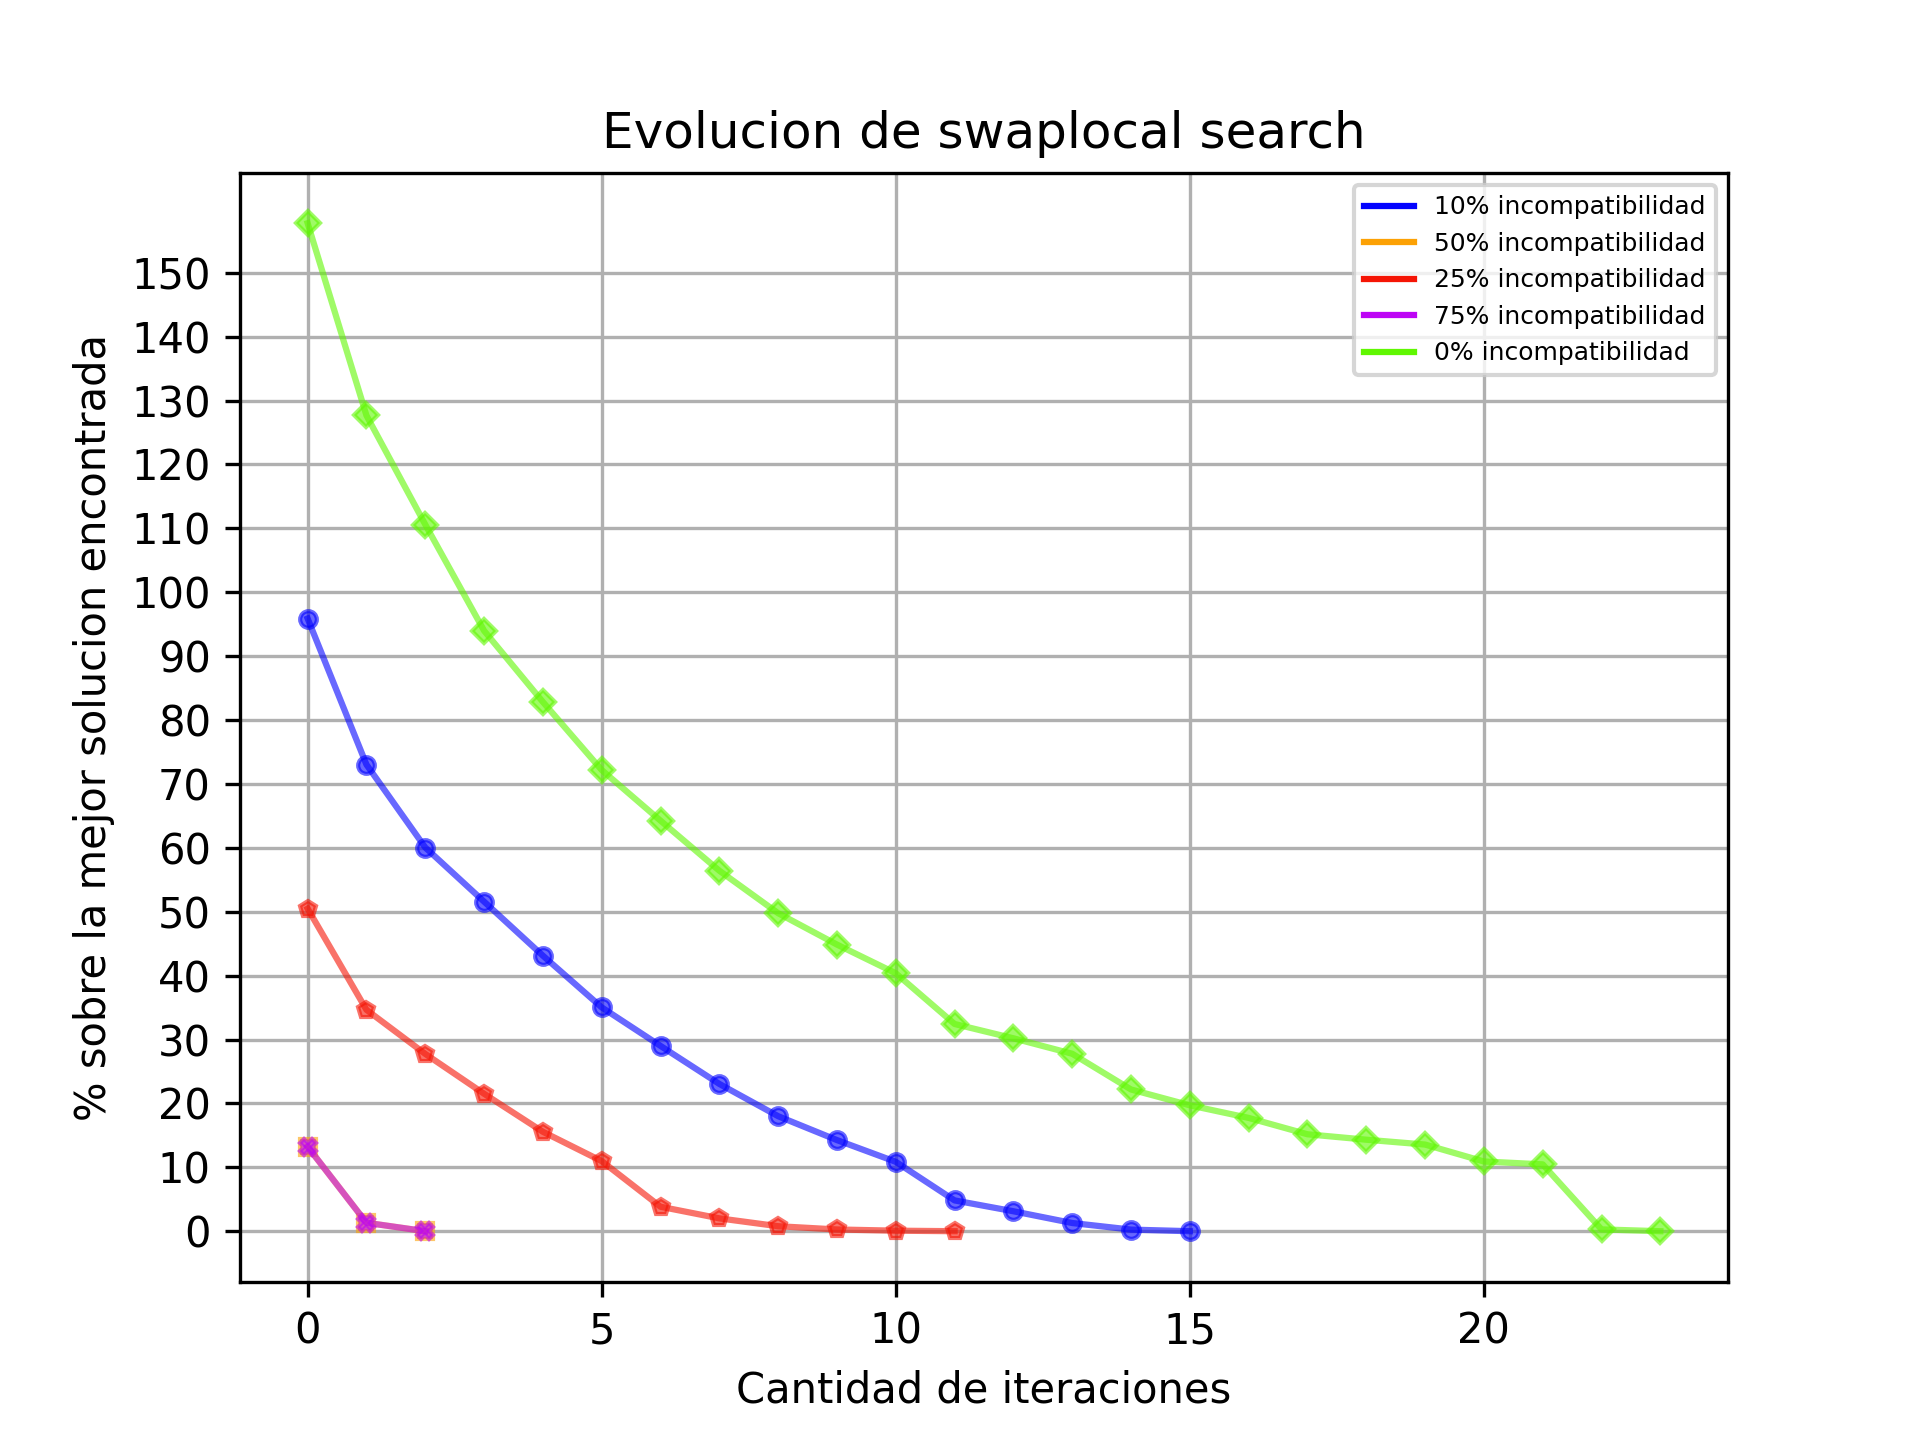 Evolucion de swaplocal search
10% incompatibilidad
50% incompatibilidad
25% incompatibilidad
75% incompatibilidad
0% incompatibilidad
% sobre la mejor solucion encontrada
150
140
130
120
110
100
90
80
70
60
50
40
30
20
10
0
0 5 10 15 20
Cantidad de iteraciones